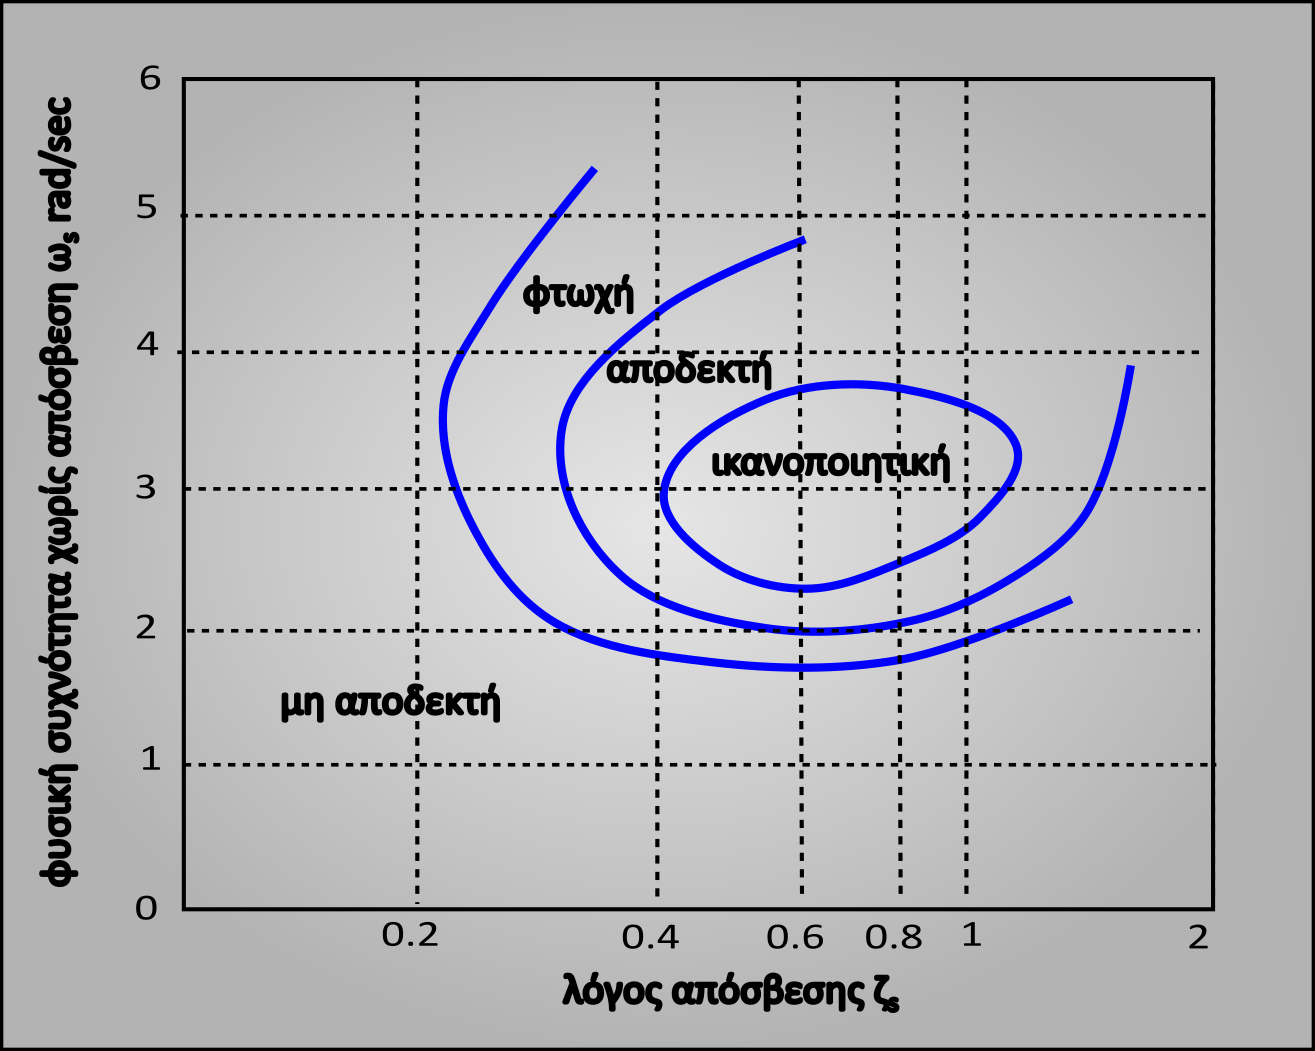 6
5
4
3
2
1
0
φυσική συχνότητα χωρίς απόσβεση ωs rad/sec
φτωχή
αποδεκτή
ικανοποιητική
μη αποδεκτή
0.2 0.4 0.6 0.8 1 2
λόγος απόσβεσης ζs